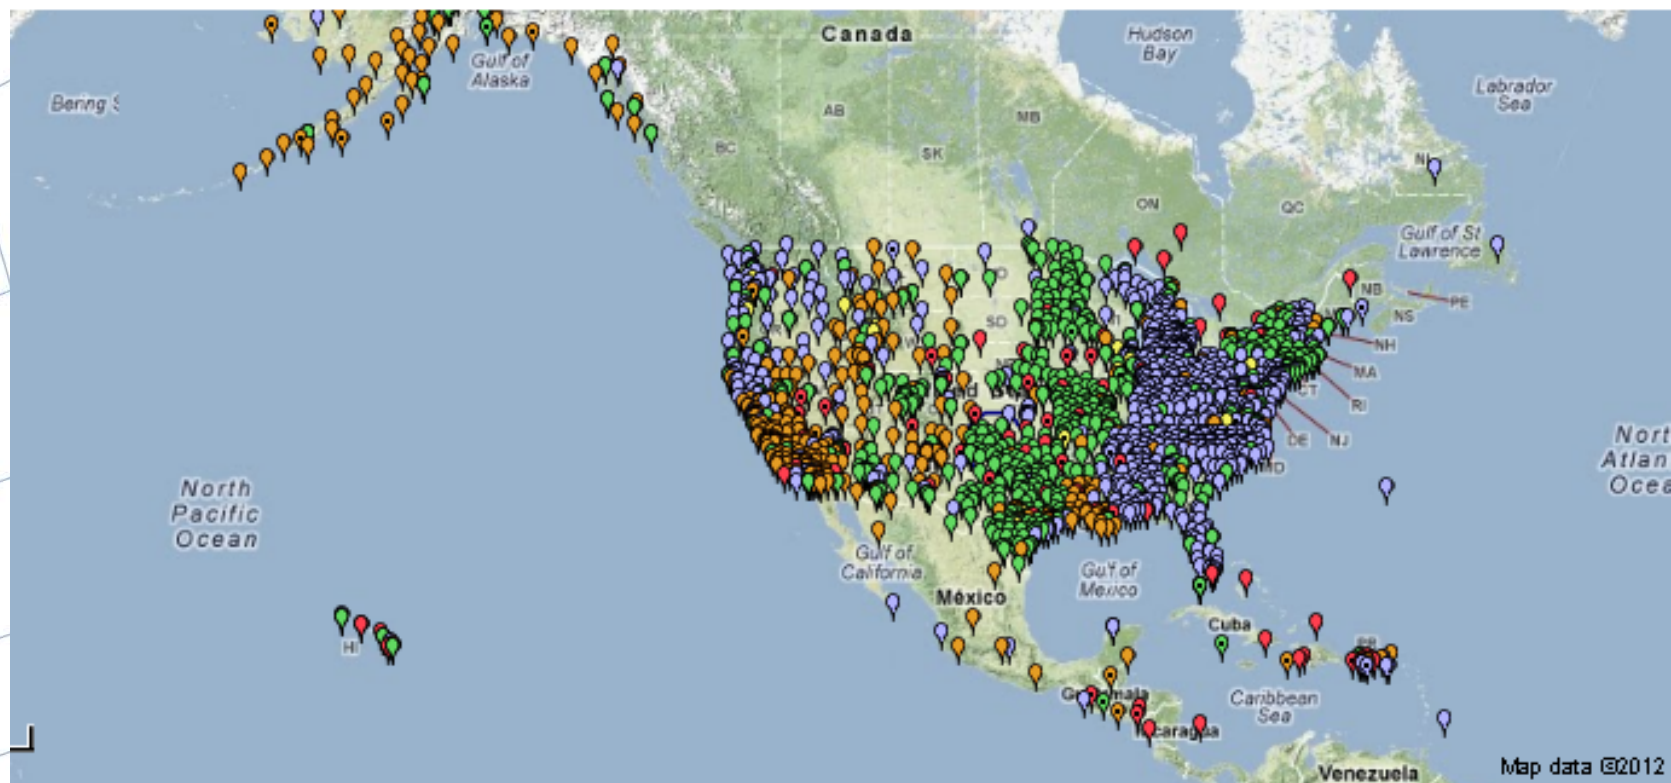 Canada
Hudson
Bay
Gulf of
Alaska
Labrador
Sea
Bering S
AB
MB
BC
SK
ON
QC
Gulf of St
Lawrence
NB
PE
NS
SD
NH
MA
CT
RI
DE
NJ
MD
North
Pacific
Ocean
Nort
Atlan
Ocea
Gulf of
California
Gulf of
Mexico
México
Cuba
HI
PR
Caribbean
Sea
Venezuela
Map data ©2012